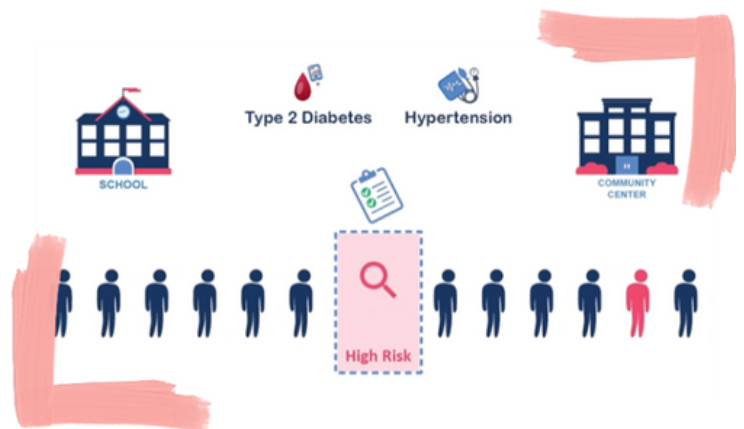 Type 2 Diabetes
Hypertension
SCHOOL
COMMUNITY
CENTER
High Risk